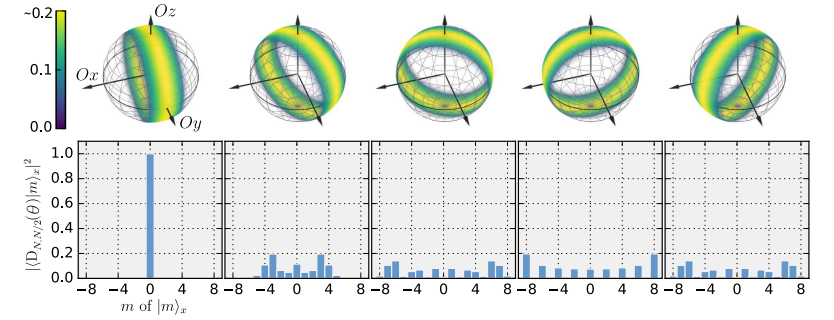 ~0.2
0.1
0.0
Oz
Ox
Oy
|⟨D_{N,N/2}(θ)|m⟩_x|²
1.0
0.8
0.6
0.4
0.2
0.0
−8 −4 0 4 8 −8 −4 0 4 8 −8 −4 0 4 8 −8 −4 0 4 8 −8 −4 0 4 8
m of |m⟩_x